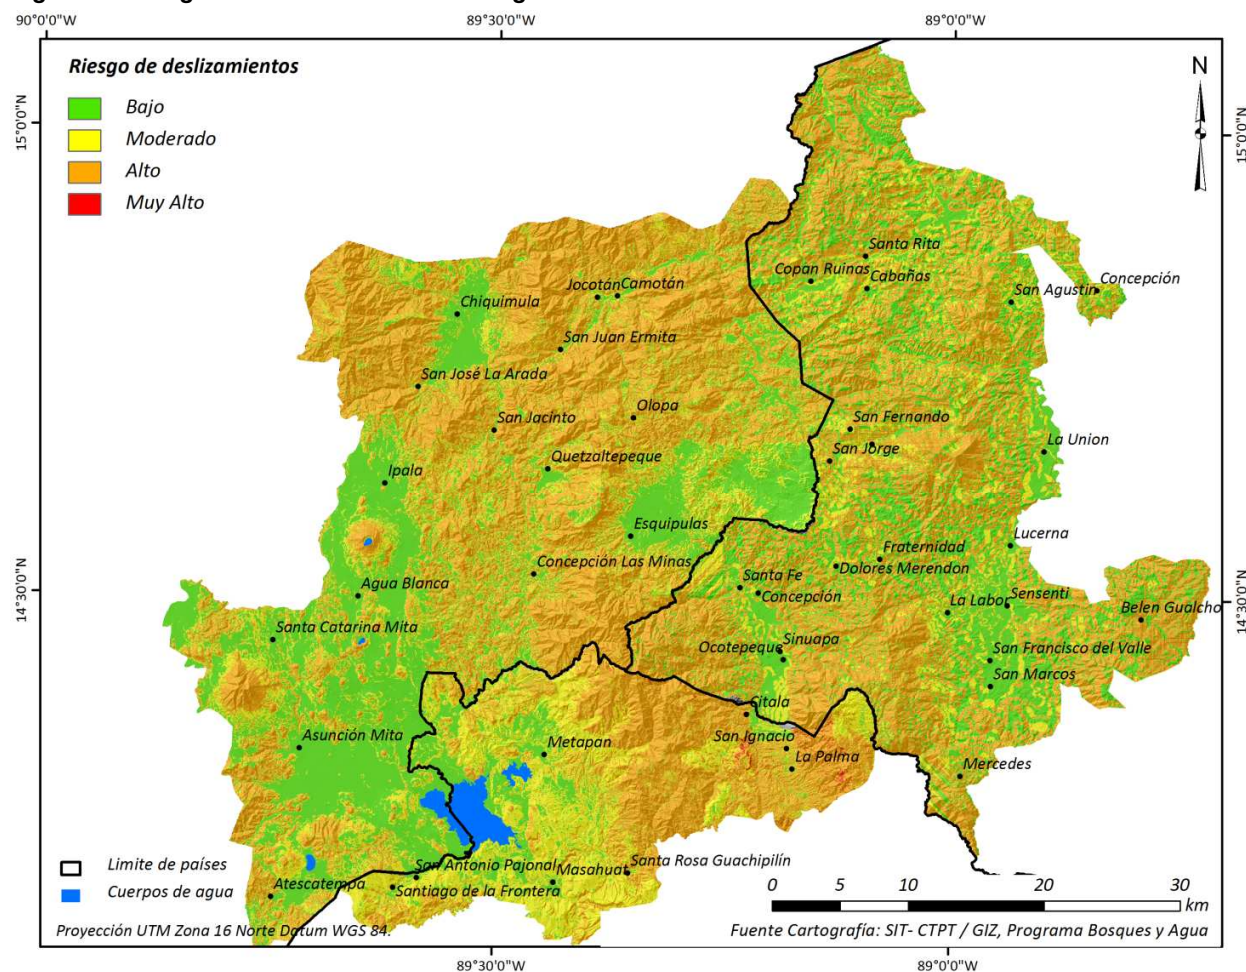 90°0'0"W
89°30'0"W
89°0'0"W
15°0'0"N
15°0'0"N
Riesgo de deslizamientos
Bajo
Moderado
Alto
Muy Alto
N
Santa Rita
Copan Ruinas
Cabañas
Concepción
San Agustin
Jocotán
Camotán
Chiquimula
San Juan Ermita
San José La Arada
Olopa
San Jacinto
San Fernando
San Jorge
La Union
Quetzaltepeque
Ipala
Esquipulas
Lucerna
Fraternidad
Dolores Merendon
Concepción Las Minas
Santa Fe
Concepción
Agua Blanca
La Labor
Sensenti
Belen Gualcho
14°30'0"N
14°30'0"N
Santa Catarina Mita
Sinuapa
Ocotepeque
San Francisco del Valle
San Marcos
Citala
Asunción Mita
Metapan
San Ignacio
La Palma
Mercedes
Limite de países
Cuerpos de agua
San Antonio Pajonal
Masahuat
Santa Rosa Guachipilín
Atescatempa
Santiago de la Frontera
0 5 10 20 30
km
Proyección UTM Zona 16 Norte Datum WGS 84.
Fuente Cartografía: SIT- CTPT / GIZ, Programa Bosques y Agua
89°30'0"W
89°0'0"W